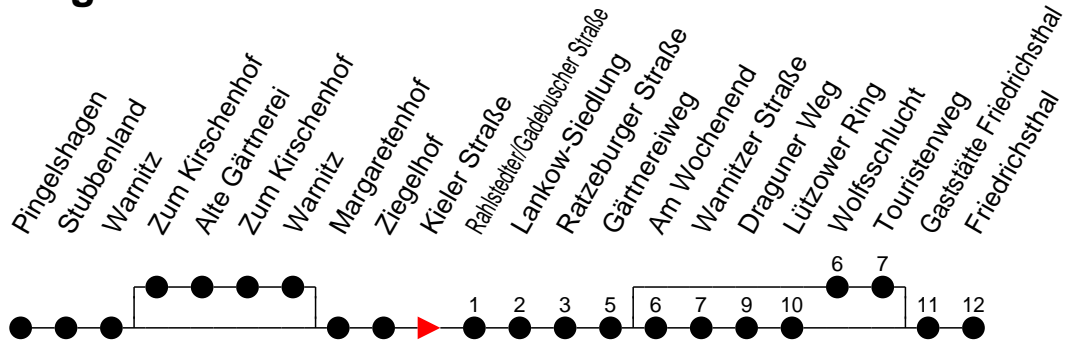 Pingelshagen
Stubbenland
Warnitz
Zum Kirschenhof
Alte Gärtnerei
Zum Kirschenhof
Warnitz
Margaretenhof
Ziegelhof
Kieler Straße
Rahlstedter/Gadebuscher Straße
Lankow-Siedlung
Ratzeburger Straße
Gärtnereiweg
Am Wochenend
Warnitzer Straße
Draguner Weg
Lützower Ring
Wolfsschlucht
Touristenweg
Gaststätte Friedrichsthal
Friedrichsthal
6 7
1 2 3 5 6 7 9 10 11 12